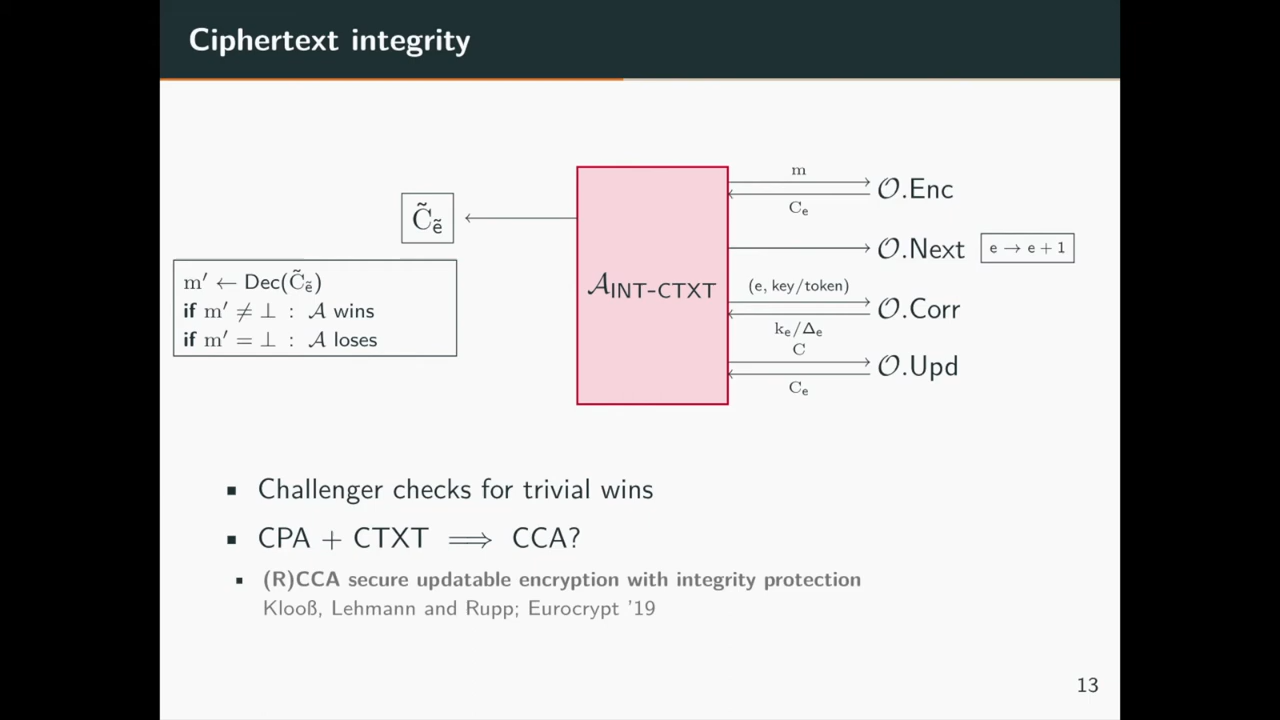 Ciphertext integrity
C̃ẽ
m′ ← Dec(C̃ẽ)
if m′ ≠ ⊥ : 𝒜 wins
if m′ = ⊥ : 𝒜 loses
𝒜INT-CTXT
m
Ce
𝒪.Enc
𝒪.Next
e → e + 1
(e, key/token)
ke/Δe
𝒪.Corr
C
Ce
𝒪.Upd
▪ Challenger checks for trivial wins
▪ CPA + CTXT ⟹ CCA?
▪ (R)CCA secure updatable encryption with integrity protection
Klooß, Lehmann and Rupp; Eurocrypt '19
13